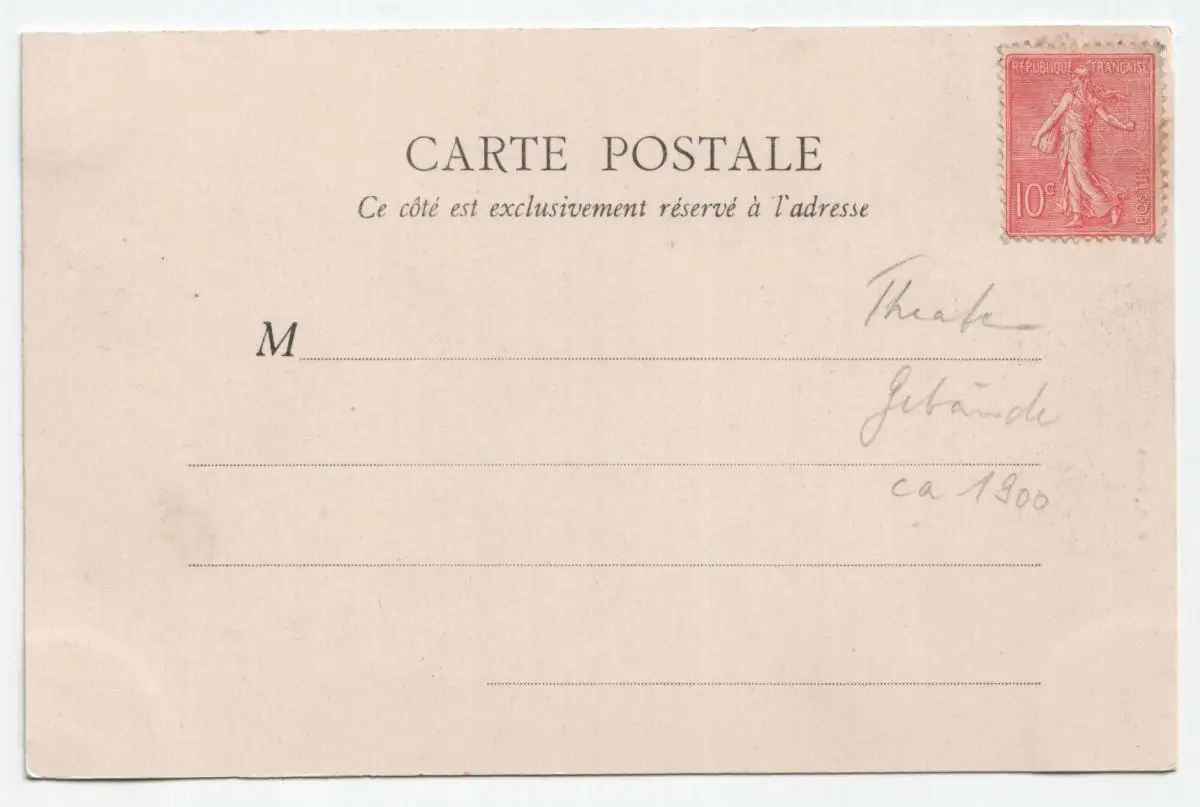 RÉPUBLIQUE FRANÇAISE
10c
POSTES
CARTE POSTALE
Ce côté est exclusivement réservé à l'adresse
Theater
M
Gebäude
ca 1900